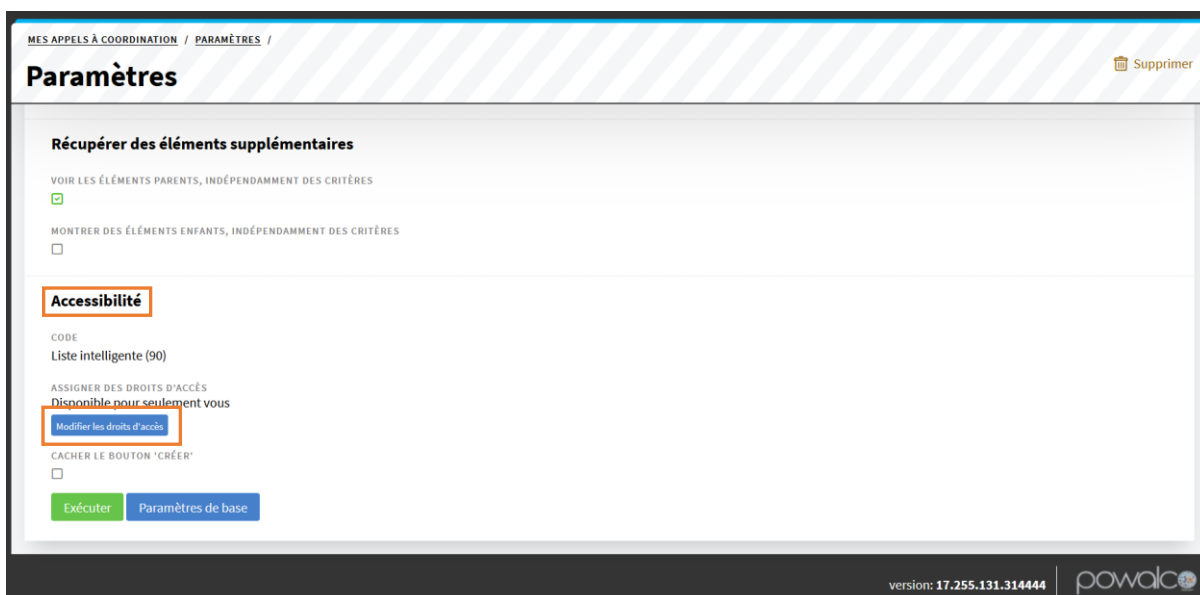 MES APPELS À COORDINATION / PARAMÈTRES /
Paramètres
Supprimer
Récupérer des éléments supplémentaires
VOIR LES ÉLÉMENTS PARENTS, INDÉPENDAMMENT DES CRITÈRES
MONTRER DES ÉLÉMENTS ENFANTS, INDÉPENDAMMENT DES CRITÈRES
Accessibilité
CODE
Liste intelligente (90)
ASSIGNER DES DROITS D'ACCÈS
Disponible pour seulement vous
Modifier les droits d'accès
CACHER LE BOUTON 'CRÉER'
Exécuter Paramètres de base
version: 17.255.131.314444 powalco